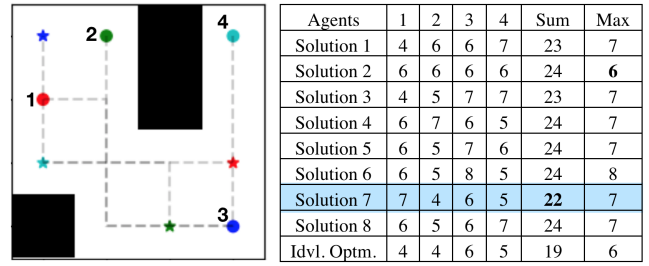 2
4
1
3
Agents 1 2 3 4 Sum Max
Solution 1 4 6 6 7 23 7
Solution 2 6 6 6 6 24 6
Solution 3 4 5 7 7 23 7
Solution 4 6 7 6 5 24 7
Solution 5 6 5 7 6 24 7
Solution 6 6 5 8 5 24 8
Solution 7 7 4 6 5 22 7
Solution 8 6 5 6 7 24 7
Idvl. Optm. 4 4 6 5 19 6